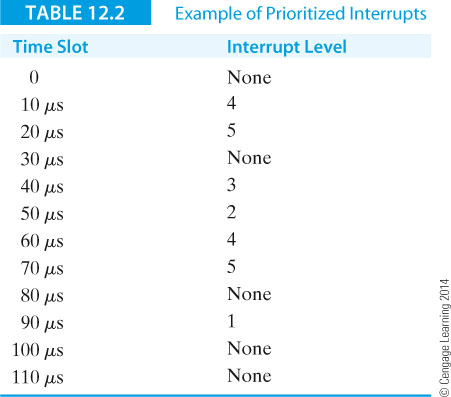 TABLE 12.2 Example of Prioritized Interrupts
Time Slot Interrupt Level
0 None
10 µs 4
20 µs 5
30 µs None
40 µs 3
50 µs 2
60 µs 4
70 µs 5
80 µs None
90 µs 1
100 µs None
110 µs None
© Cengage Learning 2014